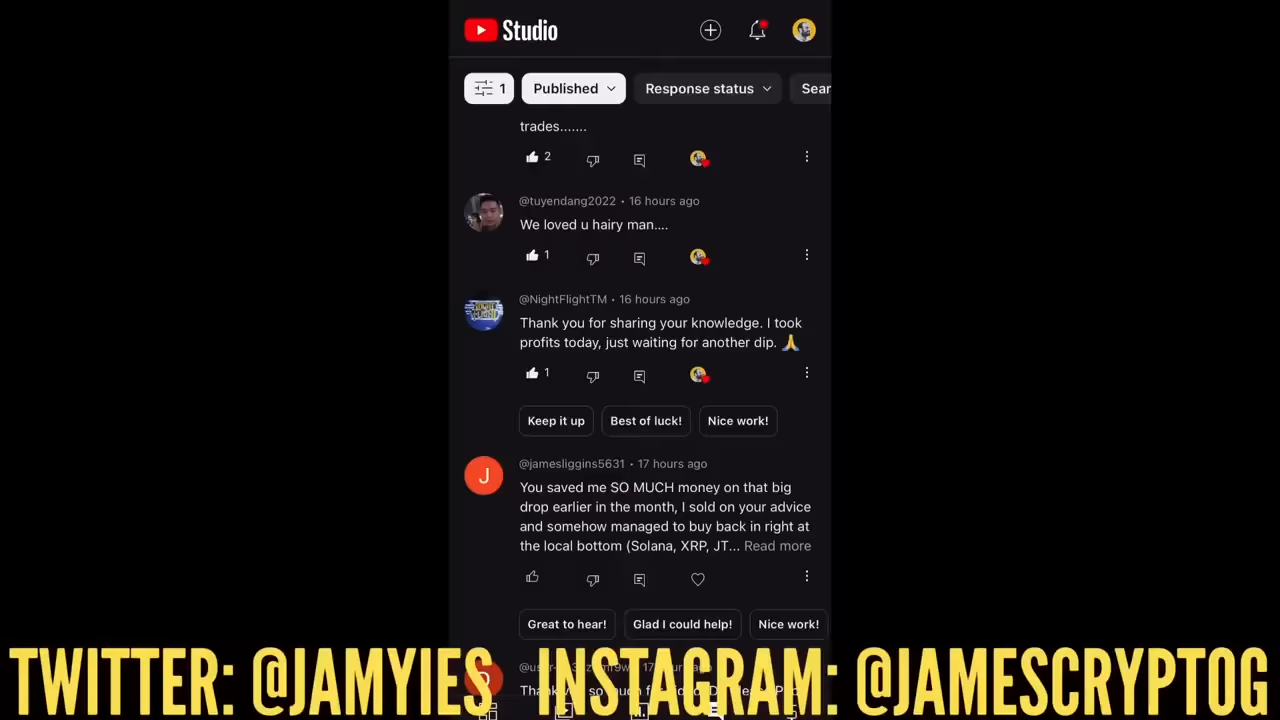 Studio
1
Published
Response status
Sear
trades.......
2
@tuyendang2022 • 16 hours ago
We loved u hairy man....
1
@NightFlightTM • 16 hours ago
Thank you for sharing your knowledge. I took
profits today, just waiting for another dip. 🙏
1
Keep it up
Best of luck!
Nice work!
J
@jamesliggins5631 • 17 hours ago
You saved me SO MUCH money on that big
drop earlier in the month, I sold on your advice
and somehow managed to buy back in right at
the local bottom (Solana, XRP, JT... Read more
Great to hear!
Glad I could help!
Nice work!
TWITTER: @JAMYIES INSTAGRAM: @JAMESCRYPTOG